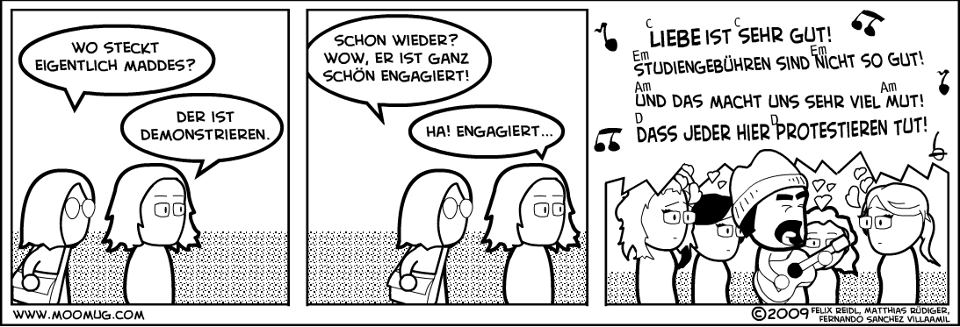 WO STECKT
EIGENTLICH MADDES?
DER IST
DEMONSTRIEREN.
SCHON WIEDER?
WOW, ER IST GANZ
SCHÖN ENGAGIERT!
HA! ENGAGIERT...
C C
LIEBE IST SEHR GUT!
Em Em
STUDIENGEBÜHREN SIND NICHT SO GUT!
Am Am
UND DAS MACHT UNS SEHR VIEL MUT!
D D
DASS JEDER HIER PROTESTIEREN TUT!
WWW.MOOMUG.COM
©2009 FELIX REIDL, MATTHIAS RÜDIGER,
FERNANDO SANCHEZ VILLAAMIL